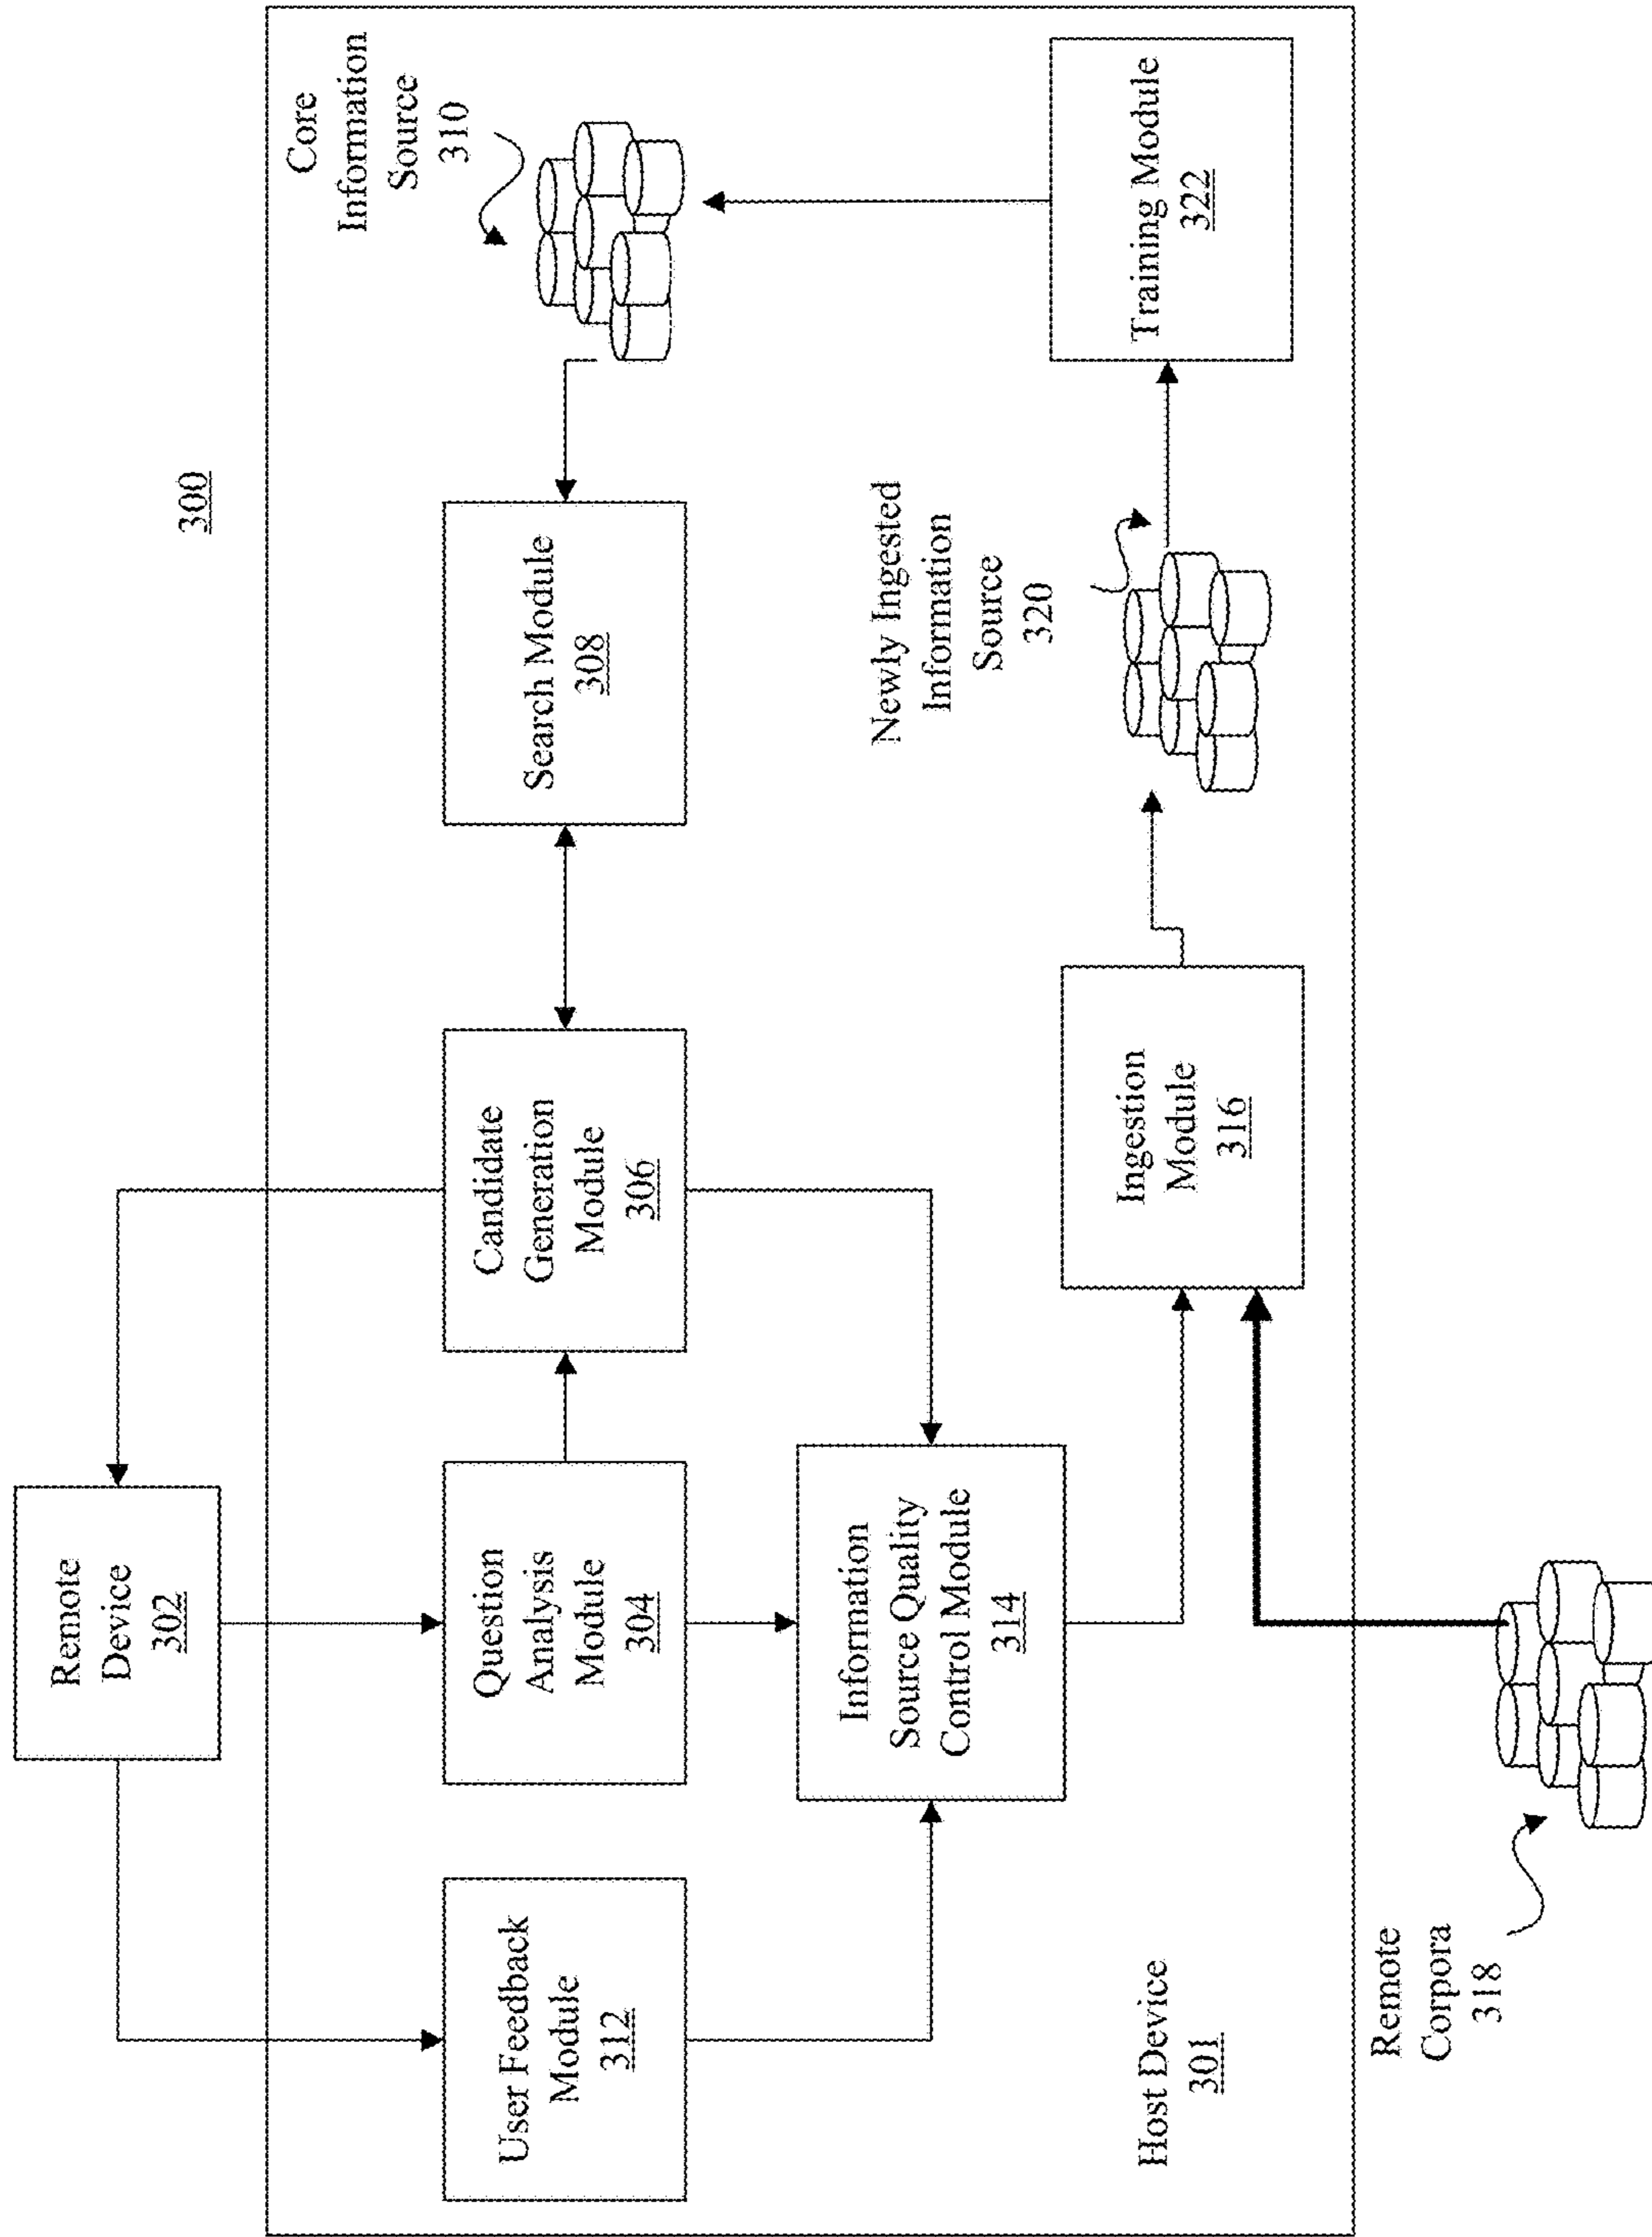 300
Remote
Device
302
User Feedback
Module
312
Question
Analysis
Module
304
Candidate
Generation
Module
306
Search Module
308
Core
Information
Source
310
Information
Source Quality
Control Module
314
Newly Ingested
Information
Source
320
Host Device
301
Ingestion
Module
316
Training Module
322
Remote
Corpora
318